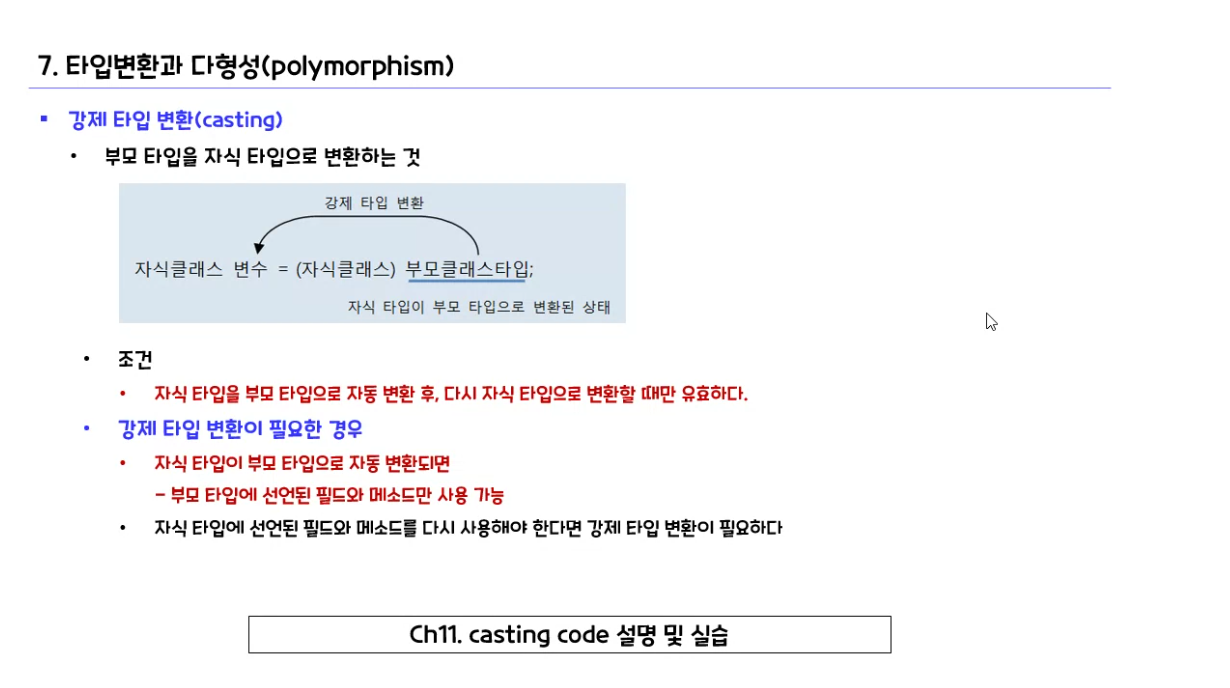 7. 타입변환과 다형성(polymorphism)
▪ 강제 타입 변환(casting)
• 부모 타입을 자식 타입으로 변환하는 것
강제 타입 변환
자식클래스 변수 = (자식클래스) 부모클래스타입;
자식 타입이 부모 타입으로 변환된 상태
• 조건
• 자식 타입을 부모 타입으로 자동 변환 후, 다시 자식 타입으로 변환할 때만 유효하다.
• 강제 타입 변환이 필요한 경우
• 자식 타입이 부모 타입으로 자동 변환되면
– 부모 타입에 선언된 필드와 메소드만 사용 가능
• 자식 타입에 선언된 필드와 메소드를 다시 사용해야 한다면 강제 타입 변환이 필요하다
Ch11. casting code 설명 및 실습